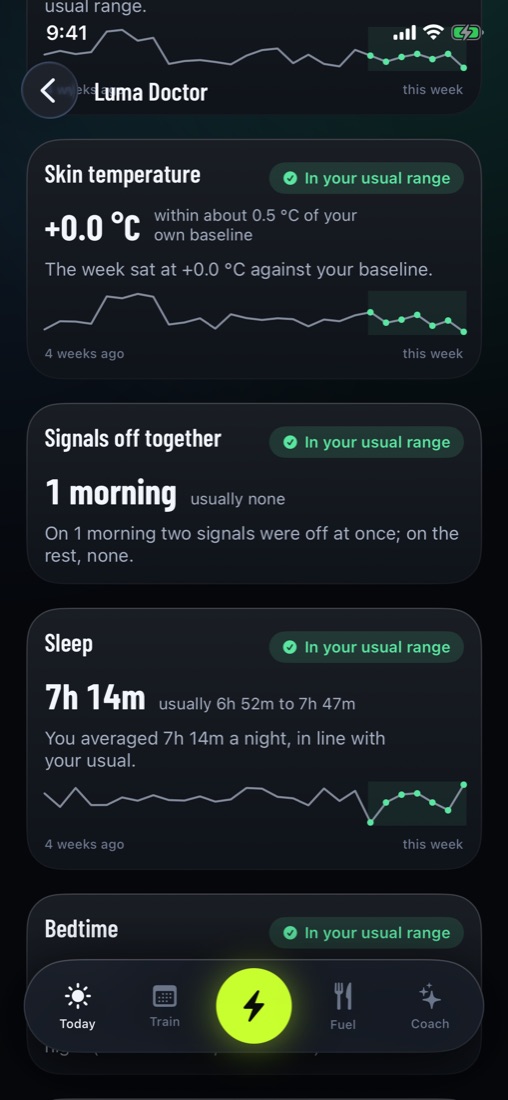 usual range.
9:41
Luma Doctor
this week
Skin temperature
In your usual range
+0.0 °C
within about 0.5 °C of your
own baseline
The week sat at +0.0 °C against your baseline.
4 weeks ago
this week
Signals off together
In your usual range
1 morning
usually none
On 1 morning two signals were off at once; on the
rest, none.
Sleep
In your usual range
7h 14m
usually 6h 52m to 7h 47m
You averaged 7h 14m a night, in line with
your usual.
4 weeks ago
this week
Bedtime
In your usual range
Today
Train
Fuel
Coach